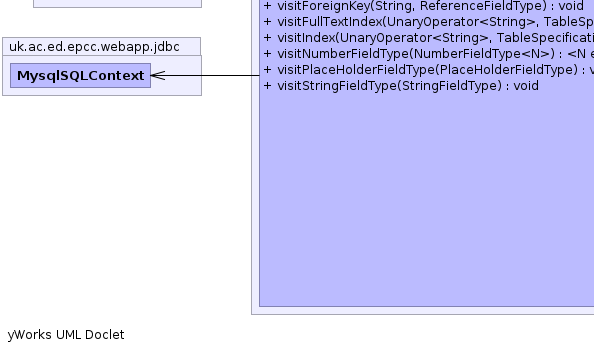 + visitForeignKey(String, ReferenceFieldType) : void
+ visitFullTextIndex(UnaryOperator<String>, TableSp
+ visitIndex(UnaryOperator<String>, TableSpecificati
+ visitNumberFieldType(NumberFieldType<N>) : <N e
+ visitPlaceHolderFieldType(PlaceHolderFieldType) : v
+ visitStringFieldType(StringFieldType) : void
uk.ac.ed.epcc.webapp.jdbc
MysqlSQLContext
yWorks UML Doclet